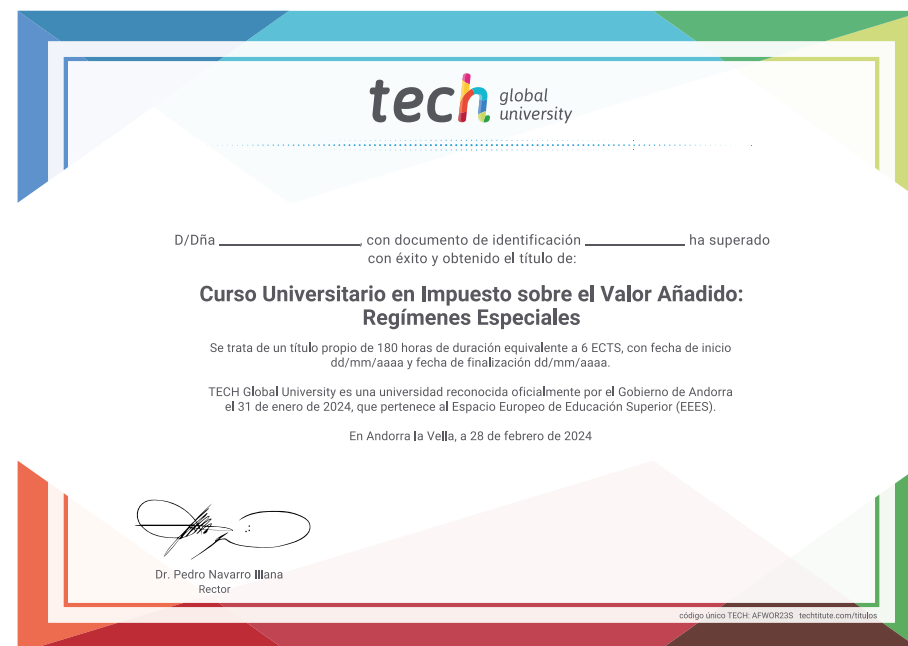 tech global university
D/Dña ______________________, con documento de identificación ______________ ha superado
con éxito y obtenido el título de:
Curso Universitario en Impuesto sobre el Valor Añadido:
Regímenes Especiales
Se trata de un título propio de 180 horas de duración equivalente a 6 ECTS, con fecha de inicio
dd/mm/aaaa y fecha de finalización dd/mm/aaaa.
TECH Global University es una universidad reconocida oficialmente por el Gobierno de Andorra
el 31 de enero de 2024, que pertenece al Espacio Europeo de Educación Superior (EEES).
En Andorra la Vella, a 28 de febrero de 2024
Dr. Pedro Navarro Illana
Rector
código único TECH: AFWOR23S techtitute.com/titulos